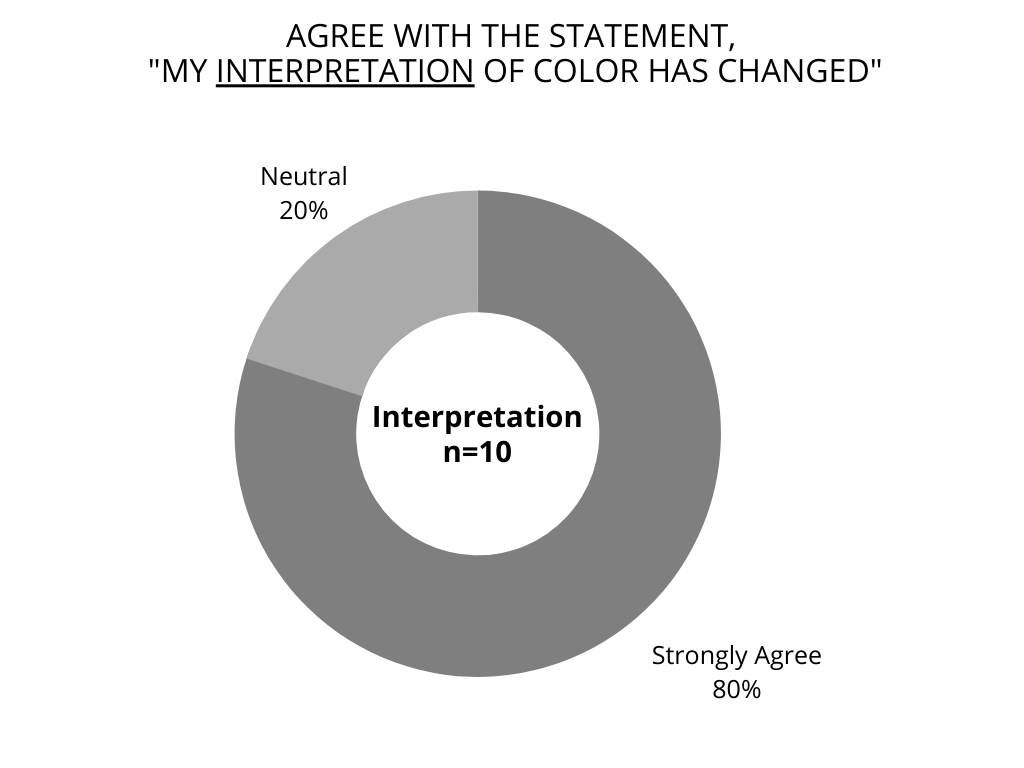 AGREE WITH THE STATEMENT,
"MY INTERPRETATION OF COLOR HAS CHANGED"
Neutral
20%
Interpretation
n=10
Strongly Agree
80%